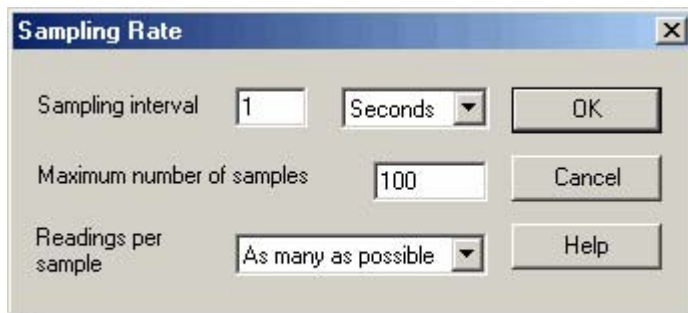 Sampling Rate
Sampling interval 1 Seconds OK
Maximum number of samples 100 Cancel
Readings per
sample As many as possible Help